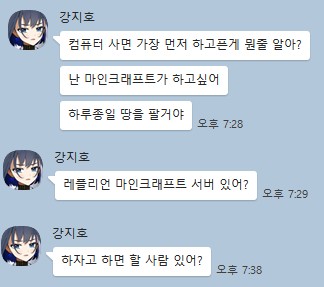 강지호
컴퓨터 사면 가장 먼저 하고픈게 뭔줄 알아?
난 마인크래프트가 하고싶어
하루종일 땅을 팔거야
오후 7:28
강지호
레플리언 마인크래프트 서버 있어?
오후 7:29
강지호
하자고 하면 할 사람 있어?
오후 7:38